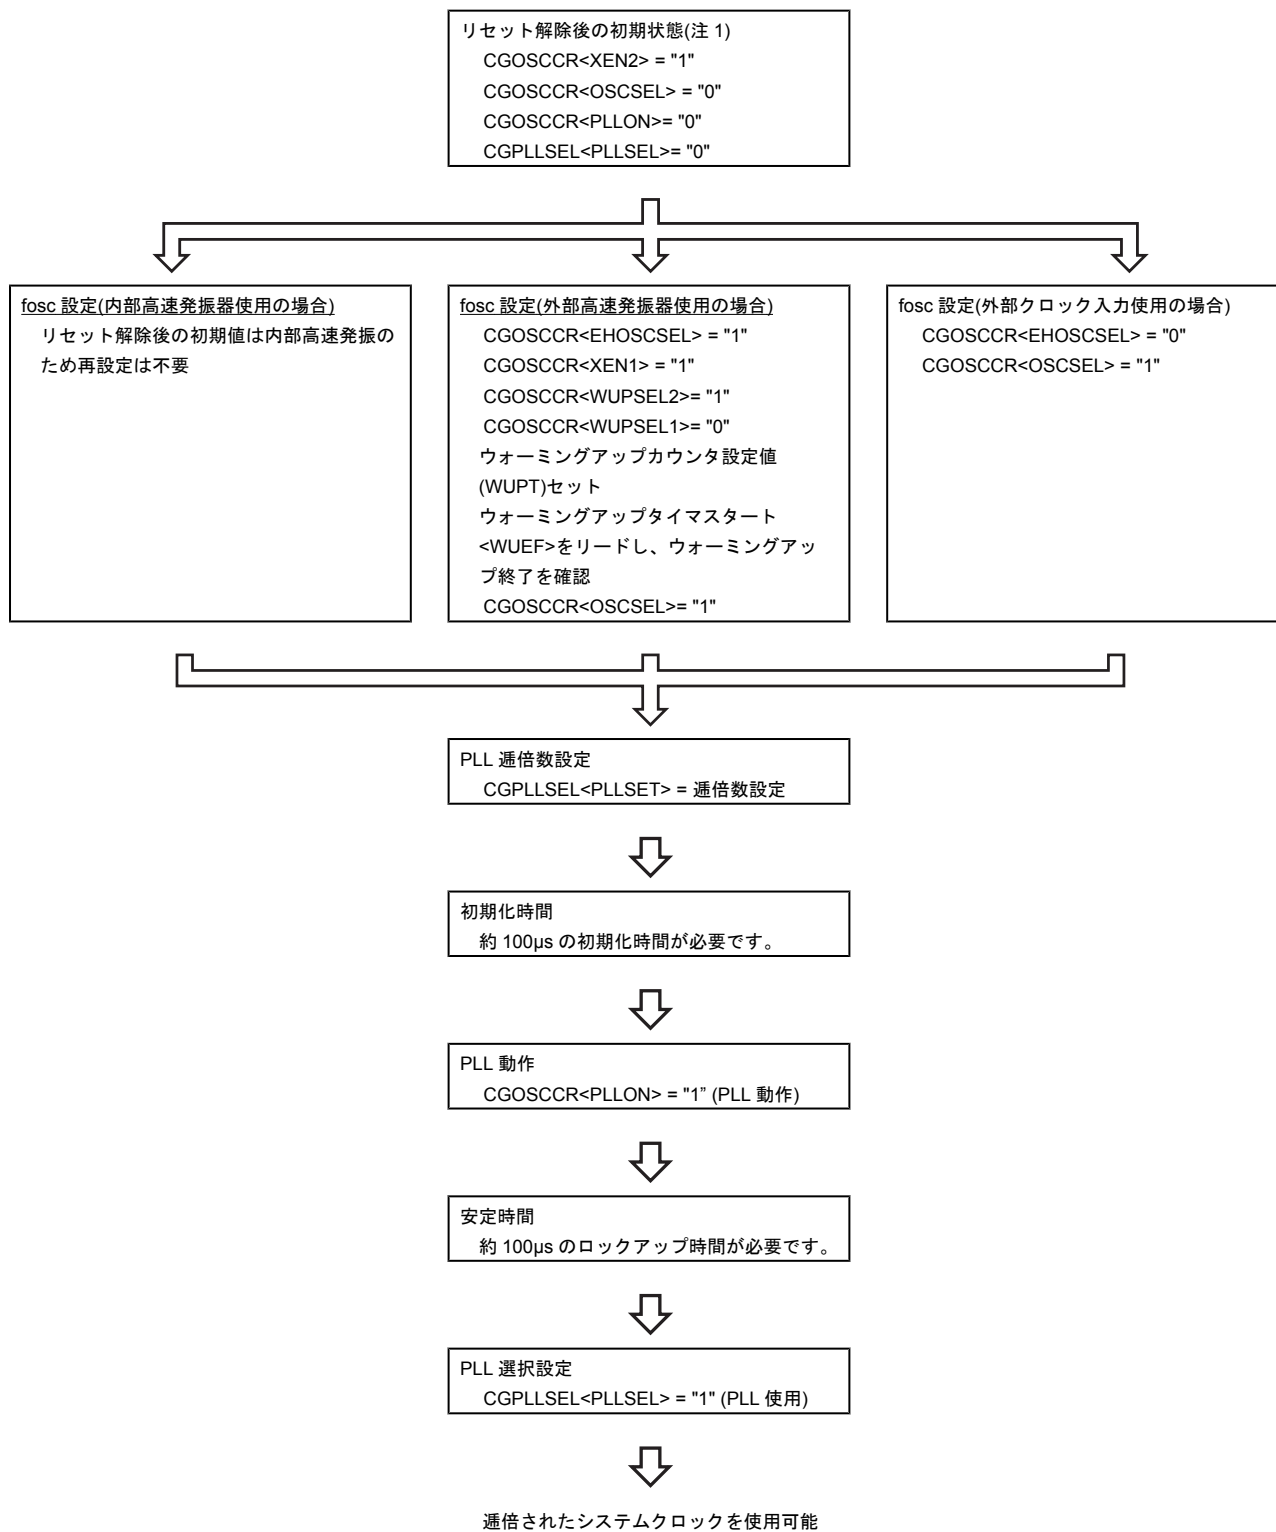 リセット解除後の初期状態(注 1)
CGOSCCR<XEN2> = "1"
CGOSCCR<OSCSEL> = "0"
CGOSCCR<PLLON>= "0"
CGPLLSEL<PLLSEL>= "0"
fosc 設定(内部高速発振器使用の場合)
リセット解除後の初期値は内部高速発振の
ため再設定は不要
fosc 設定(外部高速発振器使用の場合)
CGOSCCR<EHOSCSEL> = "1"
CGOSCCR<XEN1> = "1"
CGOSCCR<WUPSEL2>= "1"
CGOSCCR<WUPSEL1>= "0"
ウォーミングアップカウンタ設定値
(WUPT)セット
ウォーミングアップタイマスタート
<WUEF>をリードし、ウォーミングアッ
プ終了を確認
CGOSCCR<OSCSEL>= "1"
fosc 設定(外部クロック入力使用の場合)
CGOSCCR<EHOSCSEL> = "0"
CGOSCCR<OSCSEL> = "1"
PLL 逓倍数設定
CGPLLSEL<PLLSET> = 逓倍数設定
初期化時間
約 100μs の初期化時間が必要です。
PLL 動作
CGOSCCR<PLLON> = "1” (PLL 動作)
安定時間
約 100μs のロックアップ時間が必要です。
PLL 選択設定
CGPLLSEL<PLLSEL> = "1" (PLL 使用)
逓倍されたシステムクロックを使用可能